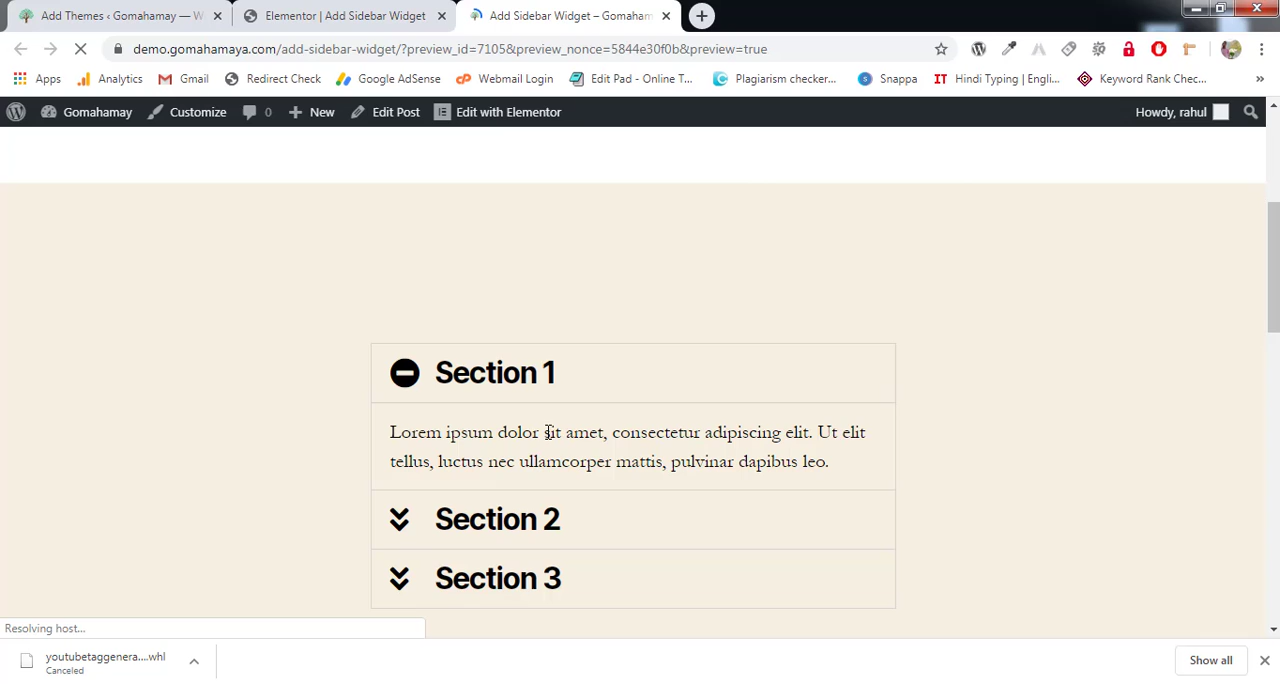 Add Themes ‹ Gomahamay — W
Elementor | Add Sidebar Widget
Add Sidebar Widget – Gomaham
demo.gomahamaya.com/add-sidebar-widget/?preview_id=7105&preview_nonce=5844e30f0b&preview=true
Apps
Analytics
Gmail
Redirect Check
Google AdSense
Webmail Login
Edit Pad - Online T...
Plagiarism checker...
Snappa
IT Hindi Typing | Engli...
Keyword Rank Chec...
»
Gomahamay
Customize
0
New
Edit Post
Edit with Elementor
Howdy, rahul
Section 1
Lorem ipsum dolor sit amet, consectetur adipiscing elit. Ut elit
tellus, luctus nec ullamcorper mattis, pulvinar dapibus leo.
Section 2
Section 3
Resolving host...
youtubetaggenera....whl
Canceled
Show all